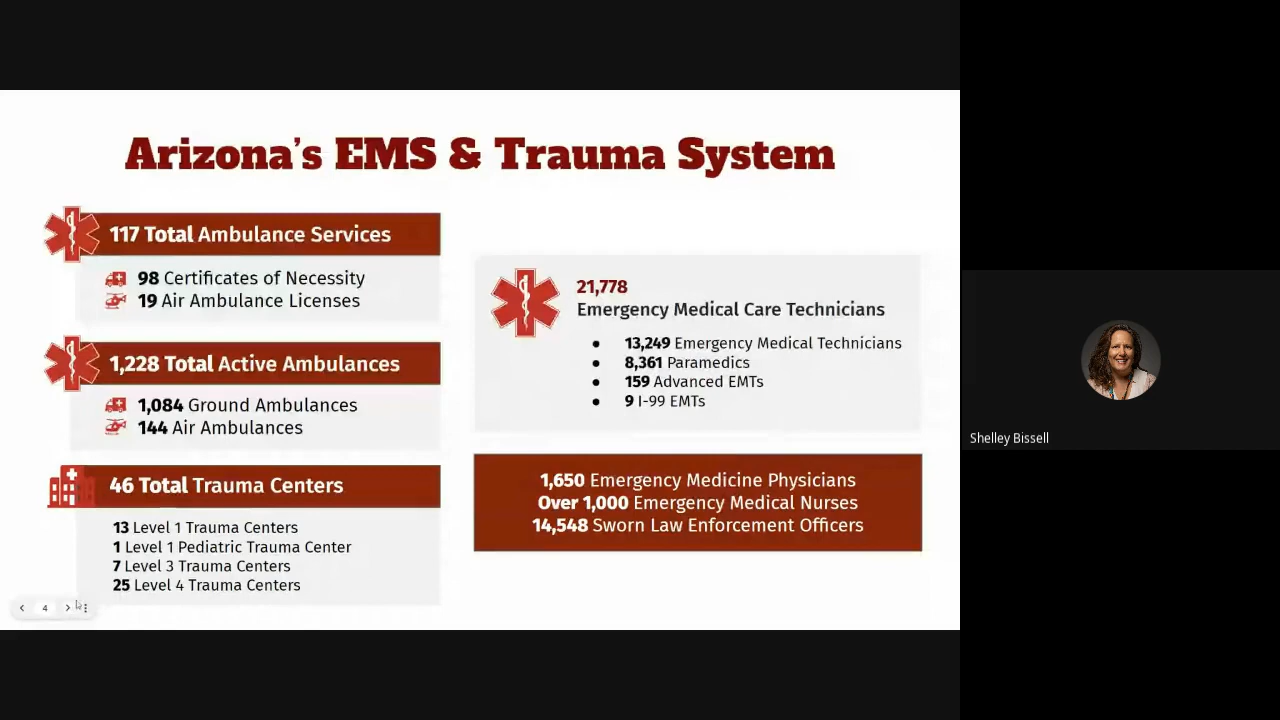 Arizona's EMS & Trauma System
117 Total Ambulance Services
98 Certificates of Necessity
19 Air Ambulance Licenses
1,228 Total Active Ambulances
1,084 Ground Ambulances
144 Air Ambulances
46 Total Trauma Centers
13 Level 1 Trauma Centers
1 Level 1 Pediatric Trauma Center
7 Level 3 Trauma Centers
25 Level 4 Trauma Centers
21,778
Emergency Medical Care Technicians
13,249 Emergency Medical Technicians
8,361 Paramedics
159 Advanced EMTs
9 I-99 EMTs
1,650 Emergency Medicine Physicians
Over 1,000 Emergency Medical Nurses
14,548 Sworn Law Enforcement Officers
4
Shelley Bissell